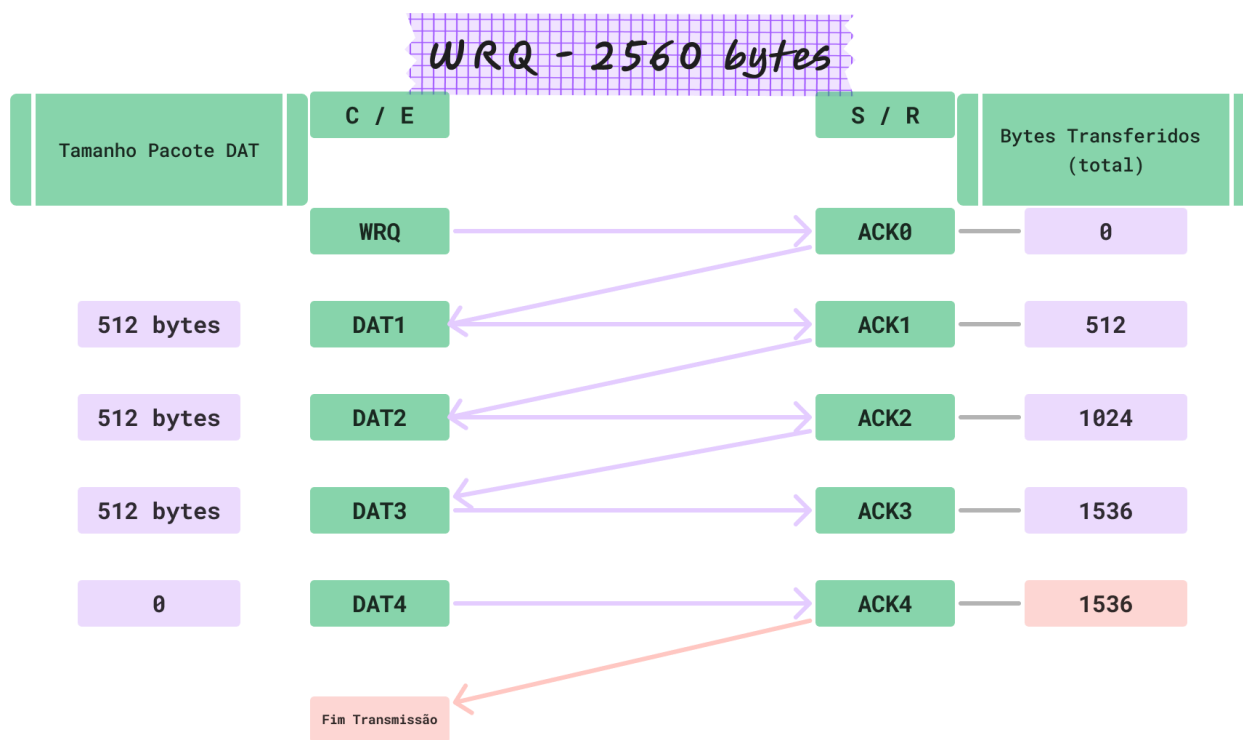 WRQ - 2560 bytes
C / E
S / R
Tamanho Pacote DAT
Bytes Transferidos
(total)
WRQ
ACK0
0
512 bytes
DAT1
ACK1
512
512 bytes
DAT2
ACK2
1024
512 bytes
DAT3
ACK3
1536
0
DAT4
ACK4
1536
Fim Transmissão